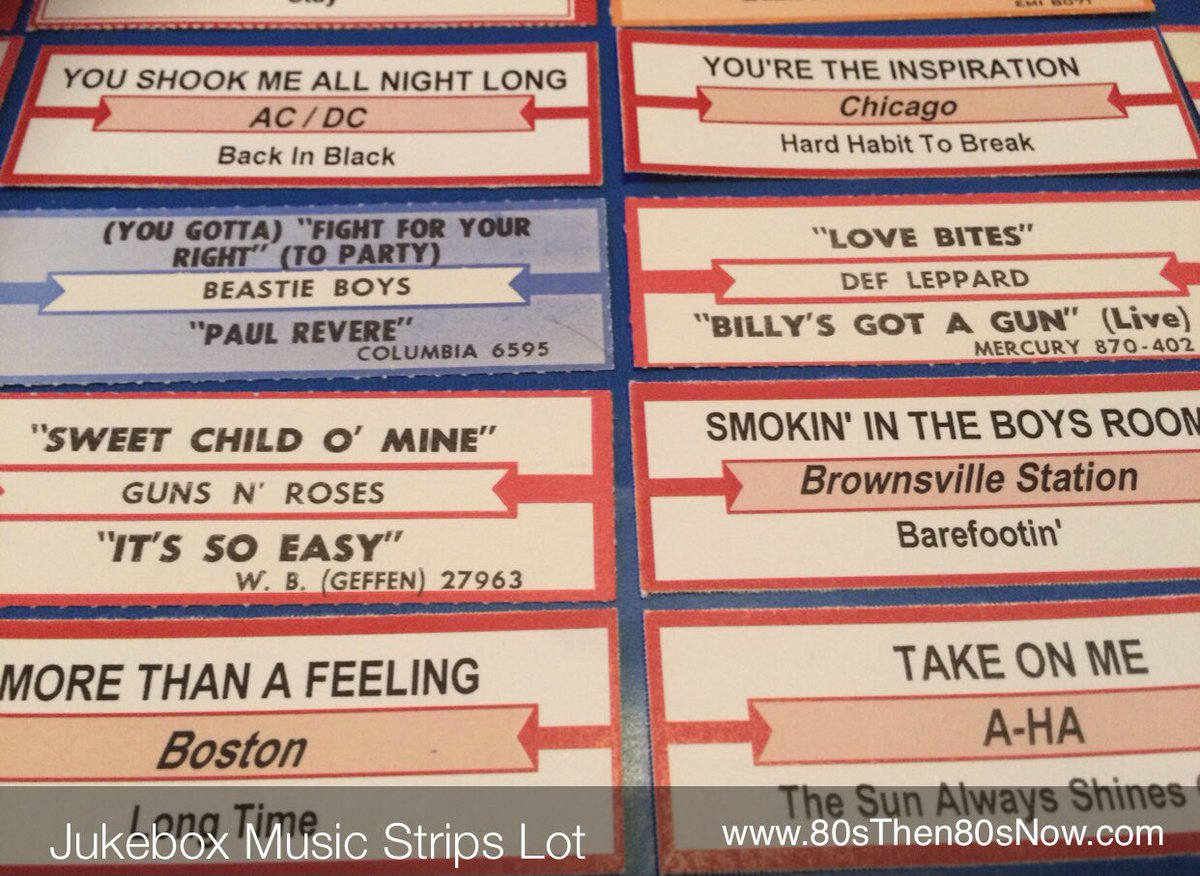 Stay
EMI B071
YOU SHOOK ME ALL NIGHT LONG
AC / DC
Back In Black
YOU'RE THE INSPIRATION
Chicago
Hard Habit To Break
(YOU GOTTA) "FIGHT FOR YOUR
RIGHT" (TO PARTY)
BEASTIE BOYS
"PAUL REVERE"
COLUMBIA 6595
"LOVE BITES"
DEF LEPPARD
"BILLY'S GOT A GUN" (Live)
MERCURY 870-402
"SWEET CHILD O' MINE"
GUNS N' ROSES
"IT'S SO EASY"
W. B. (GEFFEN) 27963
SMOKIN' IN THE BOYS ROOM
Brownsville Station
Barefootin'
MORE THAN A FEELING
Boston
Long Time
TAKE ON ME
A-HA
The Sun Always Shines
Jukebox Music Strips Lot
www.80sThen80sNow.com